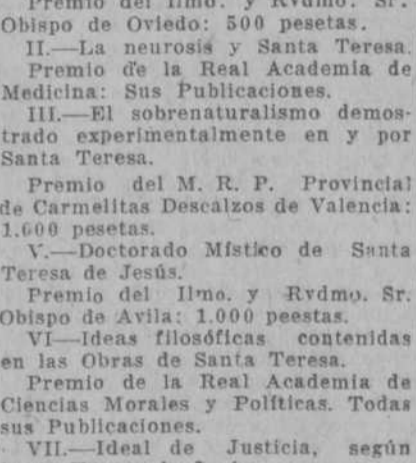 Premio del Ilmo. y Rvdmo. Sr.
Obispo de Oviedo: 500 pesetas.
II.—La neurosis y Santa Teresa.
Premio de la Real Academia de
Medicina: Sus Publicaciones.
III.—El sobrenaturalismo demos-
trado experimentalmente en y por
Santa Teresa.
Premio del M. R. P. Provincial
de Carmelitas Descalzos de Valencia:
1.000 pesetas.
V.—Doctorado Místico de Santa
Teresa de Jesús.
Premio del Ilmo. y Rvdmo. Sr.
Obispo de Avila: 1.000 peestas.
VI—Ideas filosóficas contenidas
en las Obras de Santa Teresa.
Premio de la Real Academia de
Ciencias Morales y Políticas. Todas
sus Publicaciones.
VII.—Ideal de Justicia, según